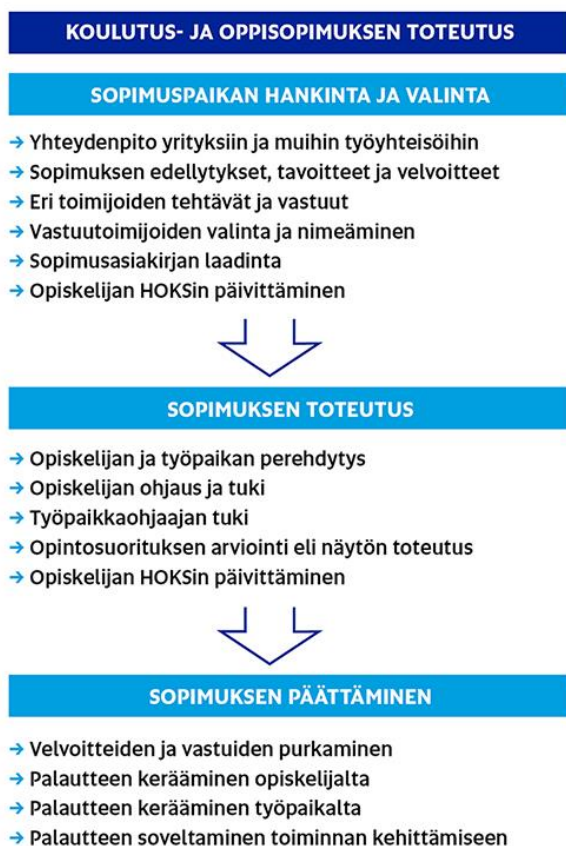 KOULUTUS- JA OPPISOPIMUKSEN TOTEUTUS
SOPIMUSPAIKAN HANKINTA JA VALINTA
→ Yhteydenpito yrityksiin ja muihin työyhteisöihin
→ Sopimuksen edellytykset, tavoitteet ja velvoitteet
→ Eri toimijoiden tehtävät ja vastuut
→ Vastuutoimijoiden valinta ja nimeäminen
→ Sopimusasiakirjan laadinta
→ Opiskelijan HOKSin päivittäminen
SOPIMUKSEN TOTEUTUS
→ Opiskelijan ja työpaikan perehdytys
→ Opiskelijan ohjaus ja tuki
→ Työpaikkaohjaajan tuki
→ Opintosuorituksen arviointi eli näytön toteutus
→ Opiskelijan HOKSin päivittäminen
SOPIMUKSEN PÄÄTTÄMINEN
→ Velvoitteiden ja vastuiden purkaminen
→ Palautteen kerääminen opiskelijalta
→ Palautteen kerääminen työpaikalta
→ Palautteen soveltaminen toiminnan kehittämiseen